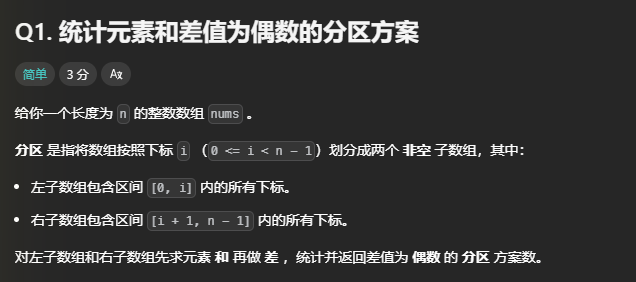 Q1. 统计元素和差值为偶数的分区方案
简单 3 分
给你一个长度为 n 的整数数组 nums 。
分区 是指将数组按照下标 i （0 <= i < n - 1）划分成两个 非空 子数组，其中：
• 左子数组包含区间 [0, i] 内的所有下标。
• 右子数组包含区间 [i + 1, n - 1] 内的所有下标。
对左子数组和右子数组先求元素 和 再做 差 ，统计并返回差值为 偶数 的 分区 方案数。